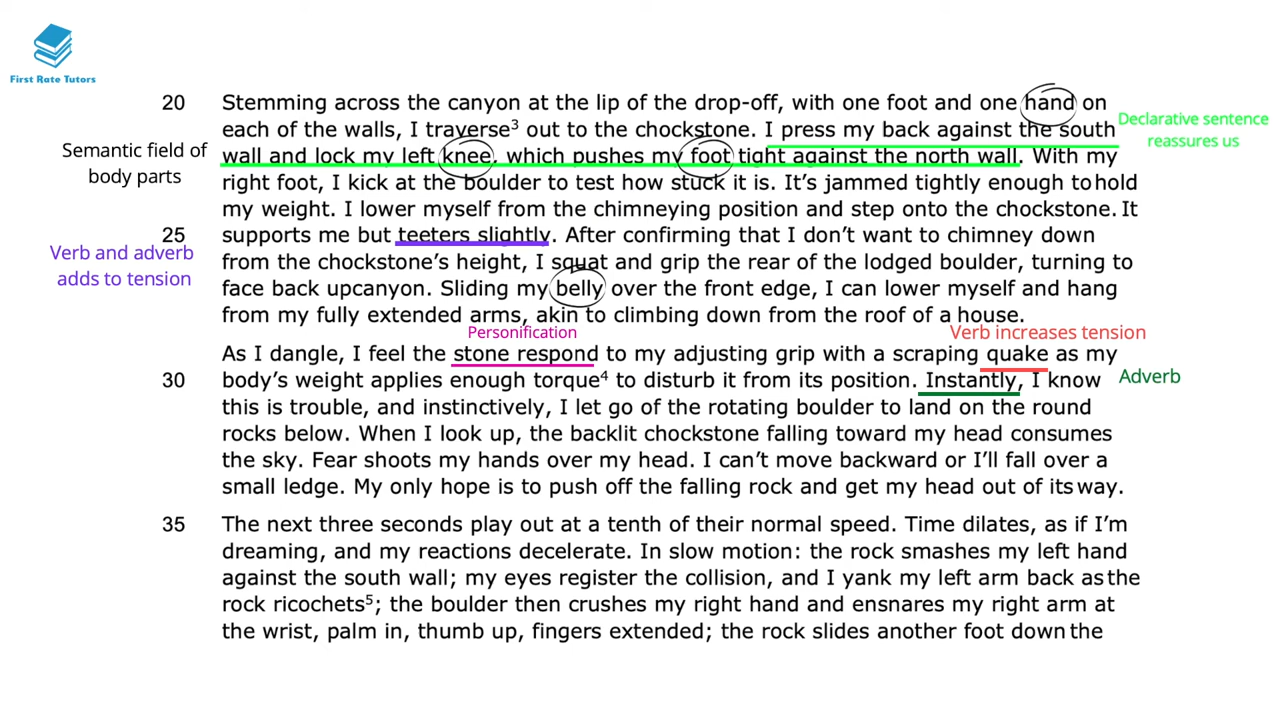 First Rate Tutors
20 Stemming across the canyon at the lip of the drop-off, with one foot and one hand on
each of the walls, I traverse³ out to the chockstone. I press my back against the south
Declarative sentence
reassures us
Semantic field of
body parts
wall and lock my left knee, which pushes my foot tight against the north wall. With my
right foot, I kick at the boulder to test how stuck it is. It's jammed tightly enough to hold
my weight. I lower myself from the chimneying position and step onto the chockstone. It
25 supports me but teeters slightly. After confirming that I don't want to chimney down
Verb and adverb
adds to tension
from the chockstone's height, I squat and grip the rear of the lodged boulder, turning to
face back upcanyon. Sliding my belly over the front edge, I can lower myself and hang
from my fully extended arms, akin to climbing down from the roof of a house.
Personification
Verb increases tension
As I dangle, I feel the stone respond to my adjusting grip with a scraping quake as my
30 body's weight applies enough torque⁴ to disturb it from its position. Instantly, I know
Adverb
this is trouble, and instinctively, I let go of the rotating boulder to land on the round
rocks below. When I look up, the backlit chockstone falling toward my head consumes
the sky. Fear shoots my hands over my head. I can't move backward or I'll fall over a
small ledge. My only hope is to push off the falling rock and get my head out of its way.
35 The next three seconds play out at a tenth of their normal speed. Time dilates, as if I'm
dreaming, and my reactions decelerate. In slow motion: the rock smashes my left hand
against the south wall; my eyes register the collision, and I yank my left arm back as the
rock ricochets⁵; the boulder then crushes my right hand and ensnares my right arm at
the wrist, palm in, thumb up, fingers extended; the rock slides another foot down the